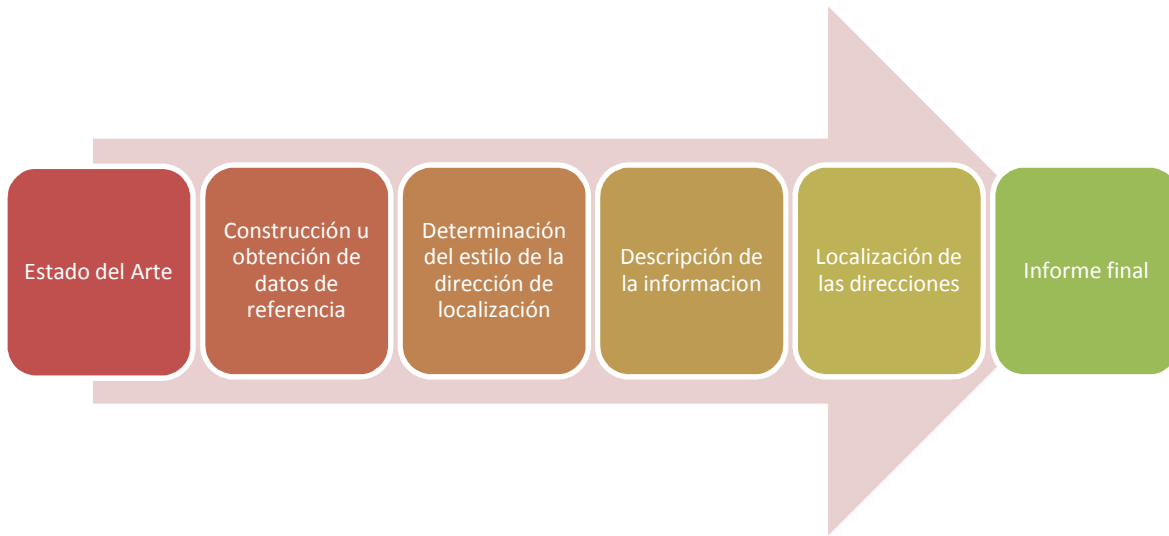 Estado del Arte
Construcción u
obtención de
datos de
referencia
Determinación
del estilo de la
dirección de
localización
Descripción de
la informacion
Localización de
las direcciones
Informe final